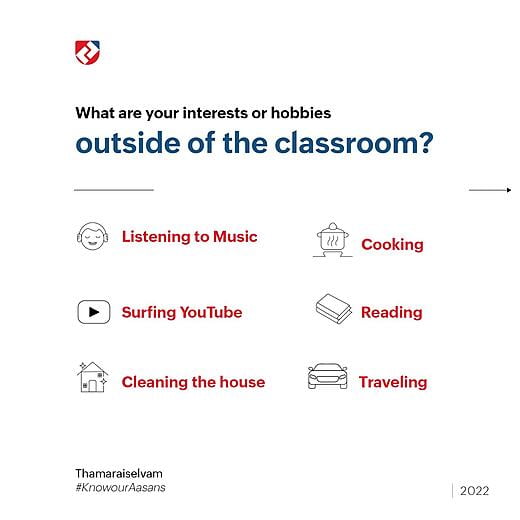 What are your interests or hobbies
outside of the classroom?
Listening to Music
Cooking
Surfing YouTube
Reading
Cleaning the house
Traveling
Thamaraiselvam
#KnowourAasans
2022